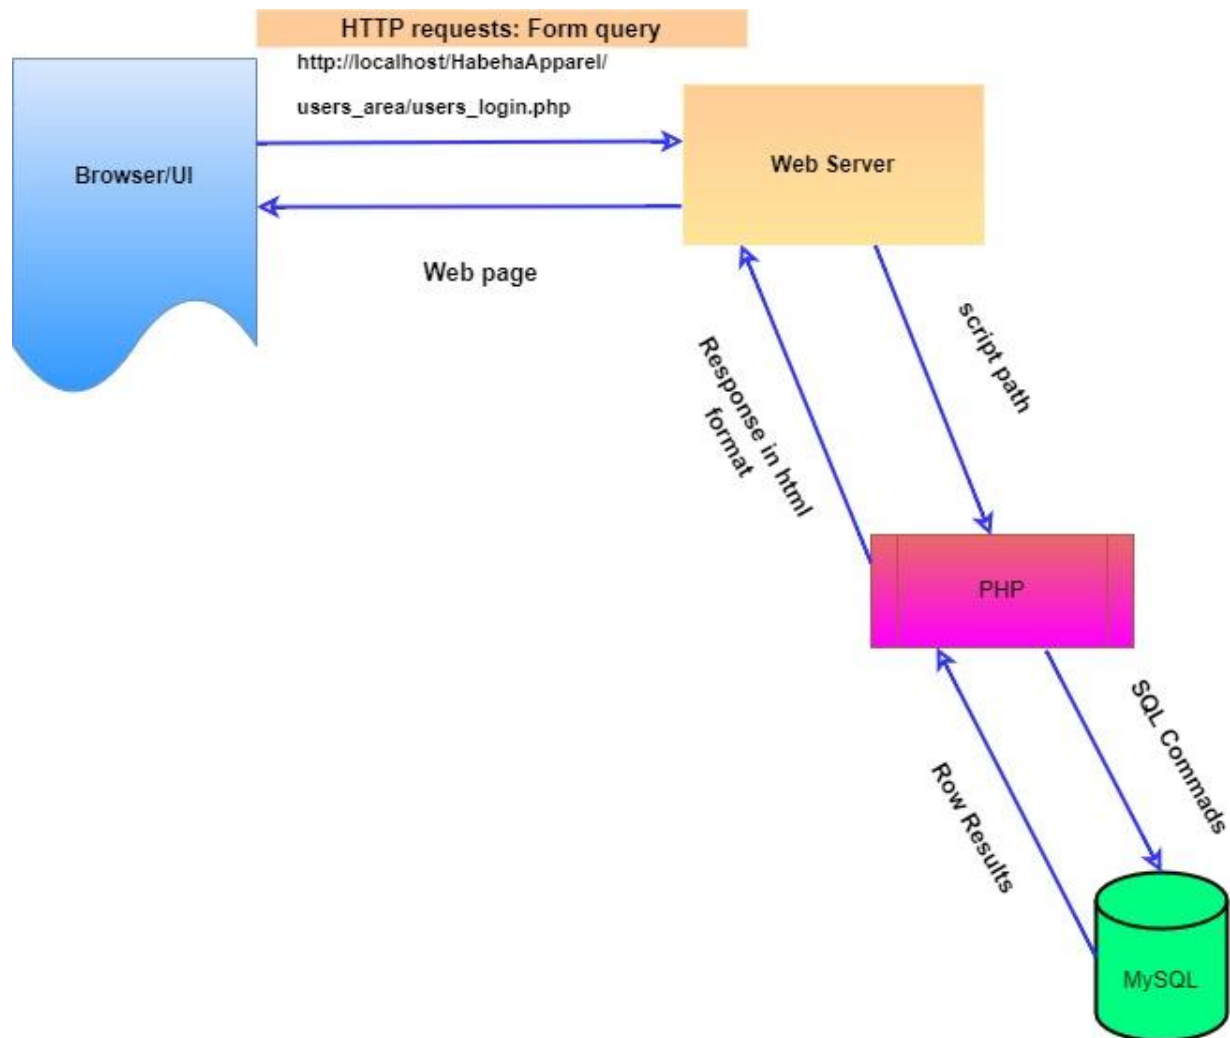 HTTP requests: Form query
http://localhost/HabehaApparel/
users_area/users_login.php
Browser/UI
Web Server
Web page
script path
Response in html
format
PHP
SQL Commads
Row Results
MySQL